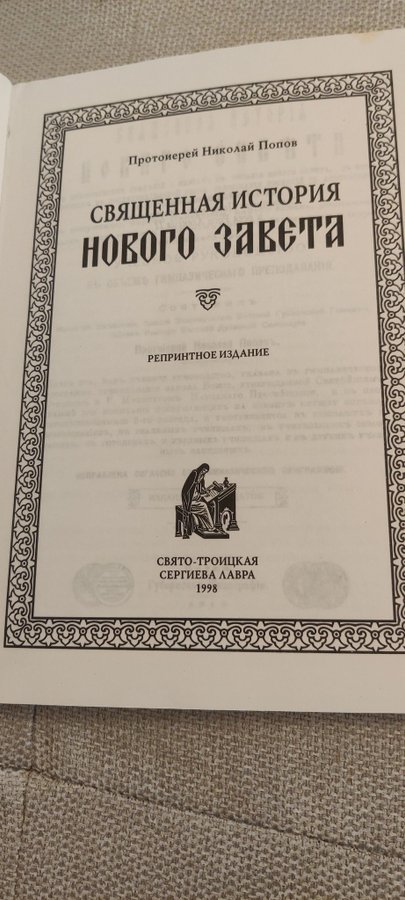 Протоиерей Николай Попов
СВЯЩЕННАЯ ИСТОРИЯ
НОВОГО ЗАВЕТА
РЕПРИНТНОЕ ИЗДАНИЕ
СВЯТО-ТРОИЦКАЯ
СЕРГИЕВА ЛАВРА
1998